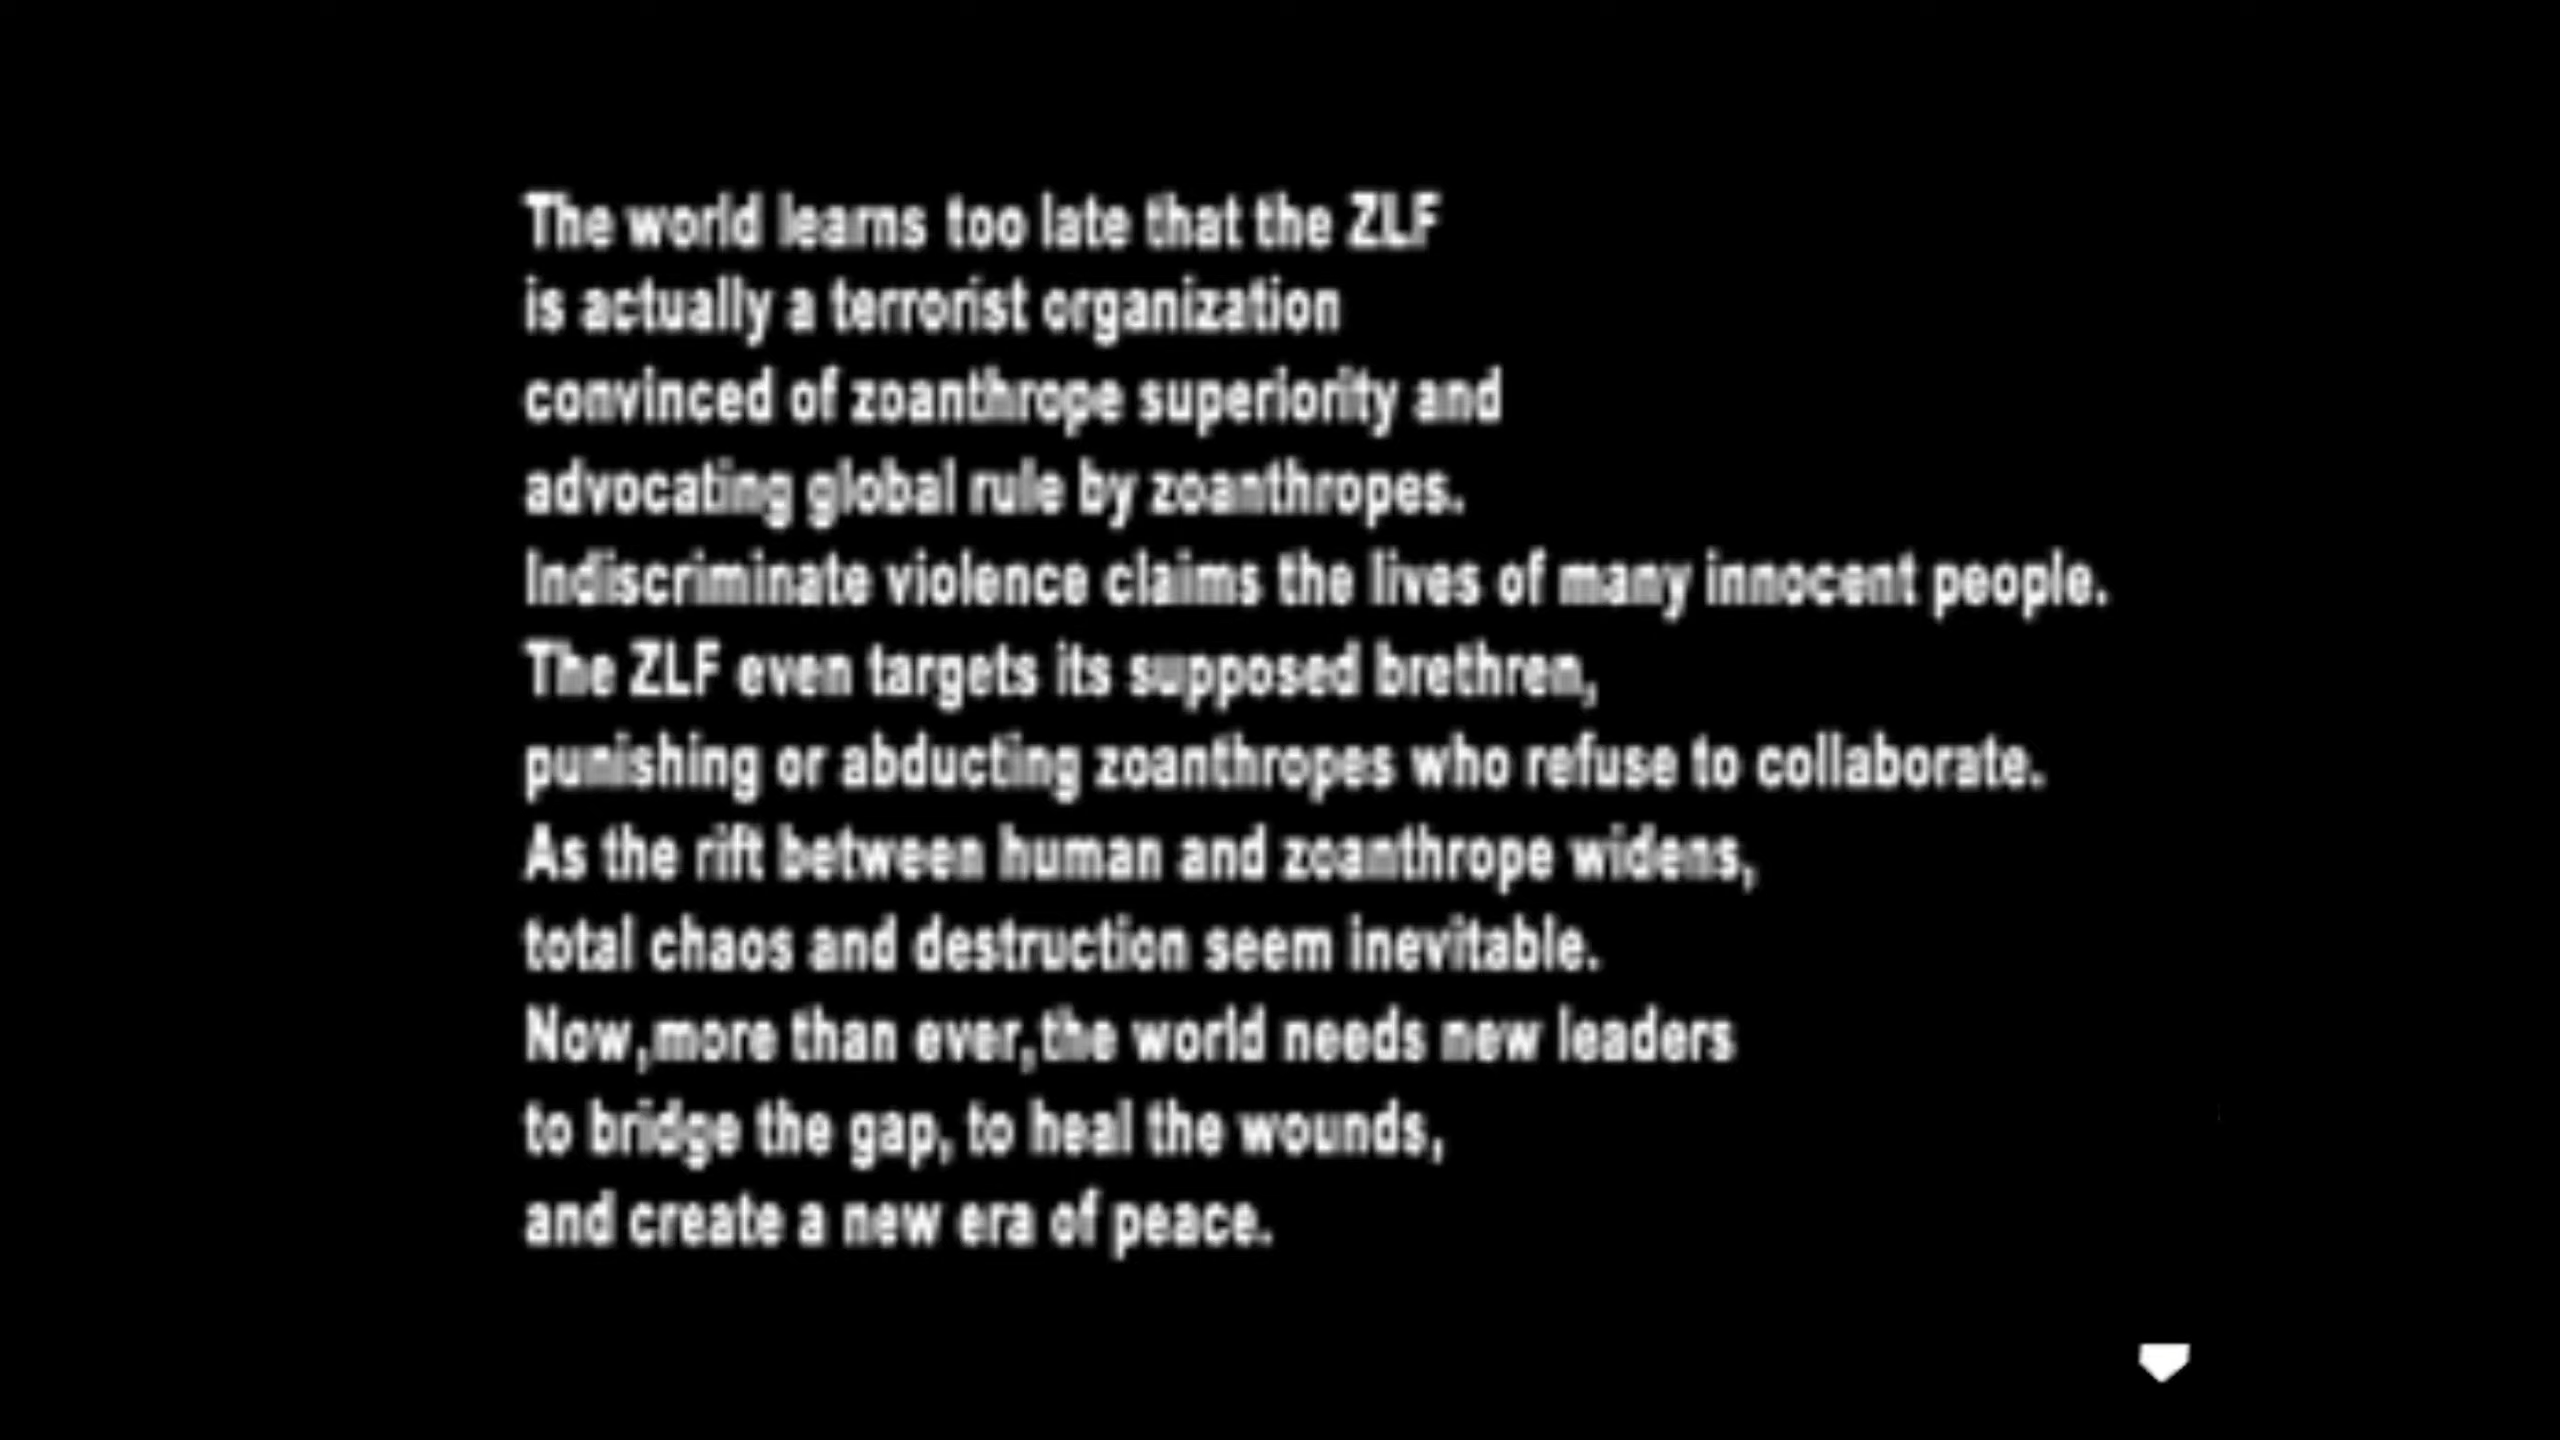 The world learns too late that the ZLF
is actually a terrorist organization
convinced of zoanthrope superiority and
advocating global rule by zoanthropes.
Indiscriminate violence claims the lives of many innocent people.
The ZLF even targets its supposed brethren,
punishing or abducting zoanthropes who refuse to collaborate.
As the rift between human and zoanthrope widens,
total chaos and destruction seem inevitable.
Now,more than ever,the world needs new leaders
to bridge the gap, to heal the wounds,
and create a new era of peace.